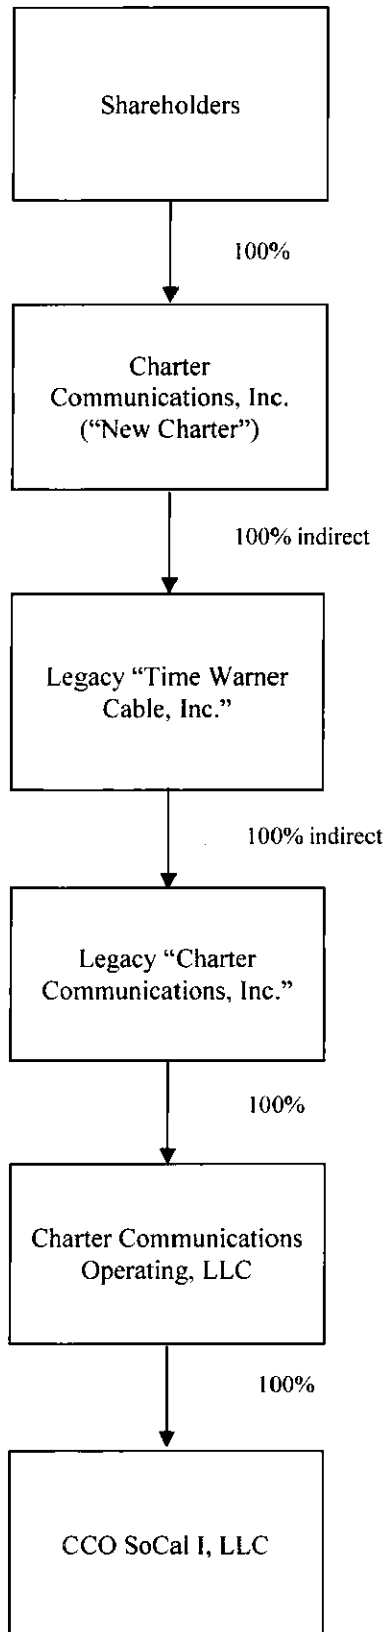 Shareholders
100%
Charter
Communications, Inc.
(“New Charter”)
100% indirect
Legacy “Time Warner
Cable, Inc.”
100% indirect
Legacy “Charter
Communications, Inc.”
100%
Charter Communications
Operating, LLC
100%
CCO SoCal I, LLC